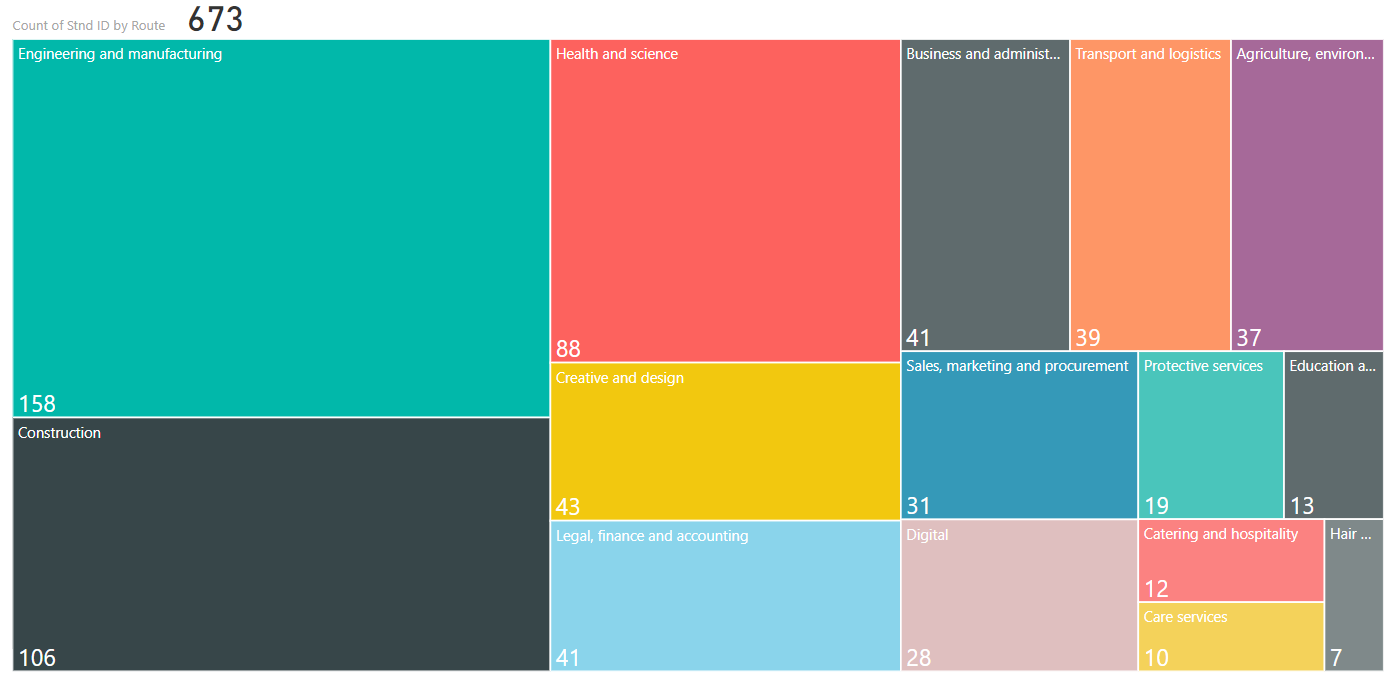 Count of Stnd ID by Route 673
Engineering and manufacturing
158
Construction
106
Health and science
88
Creative and design
43
Legal, finance and accounting
41
Business and administ...
41
Transport and logistics
39
Agriculture, environ...
37
Sales, marketing and procurement
31
Protective services
19
Education a...
13
Digital
28
Catering and hospitality
12
Care services
10
Hair ...
7